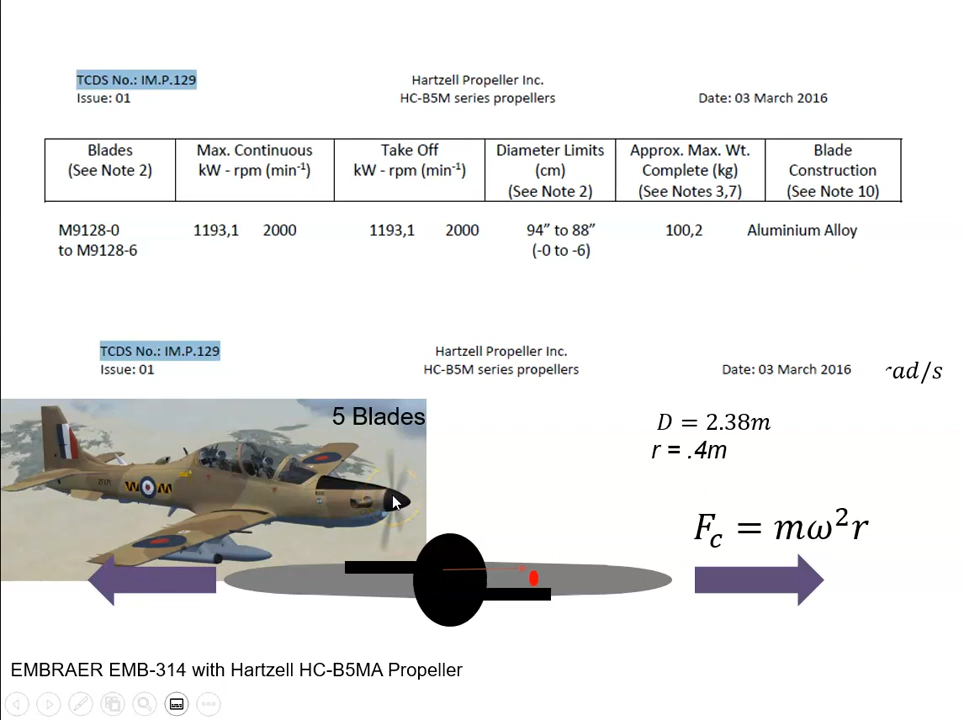 TCDS No.: IM.P.129
Hartzell Propeller Inc.
Issue: 01
HC-B5M series propellers
Date: 03 March 2016
Blades
(See Note 2)
Max. Continuous
kW - rpm (min⁻¹)
Take Off
kW - rpm (min⁻¹)
Diameter Limits
(cm)
(See Note 2)
Approx. Max. Wt.
Complete (kg)
(See Notes 3,7)
Blade
Construction
(See Note 10)
M9128-0
to M9128-6
1193,1 2000
1193,1 2000
94” to 88”
(-0 to -6)
100,2
Aluminium Alloy
TCDS No.: IM.P.129
Hartzell Propeller Inc.
Issue: 01
HC-B5M series propellers
Date: 03 March 2016
rad/s
5 Blades
D = 2.38m
r = .4m
F_c = mω²r
EMBRAER EMB-314 with Hartzell HC-B5MA Propeller